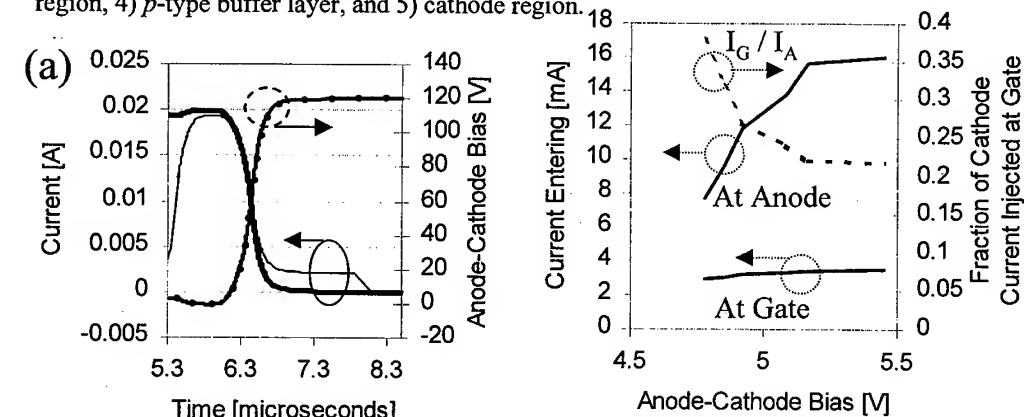 region, 4) p-type buffer layer, and 5) cathode region.
(a)
0.025
0.02
0.015
0.01
0.005
0
-0.005
Current [A]
140
120
100
80
60
40
20
0
-20
Anode-Cathode Bias [V]
5.3 6.3 7.3 8.3
Time [microseconds]
18
16
14
12
10
8
6
4
2
0
Current Entering [mA]
I_G / I_A
At Anode
At Gate
0.4
0.35
0.3
0.25
0.2
0.15
0.1
0.05
0
Fraction of Cathode
Current Injected at Gate
4.5 5 5.5
Anode-Cathode Bias [V]